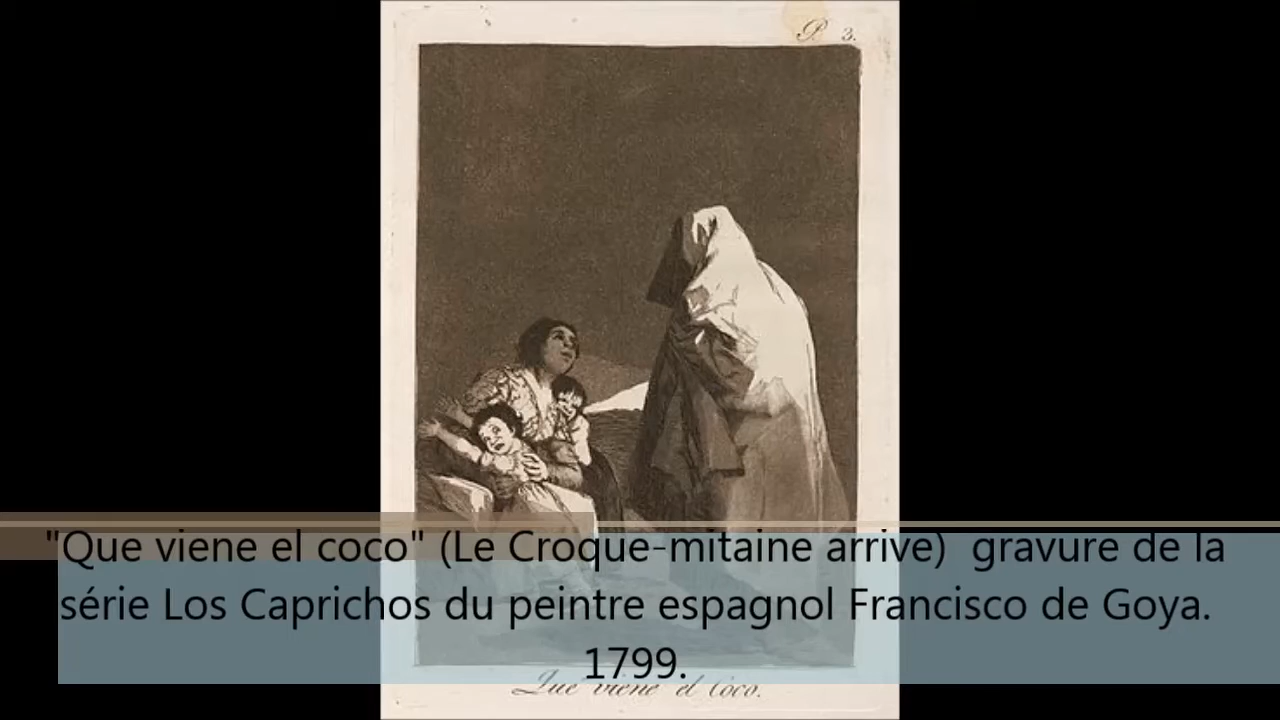 P 3.
"Que viene el coco" (Le Croque-mitaine arrive)  gravure de la
série Los Caprichos du peintre espagnol Francisco de Goya.
1799.
Que viene el Coco.